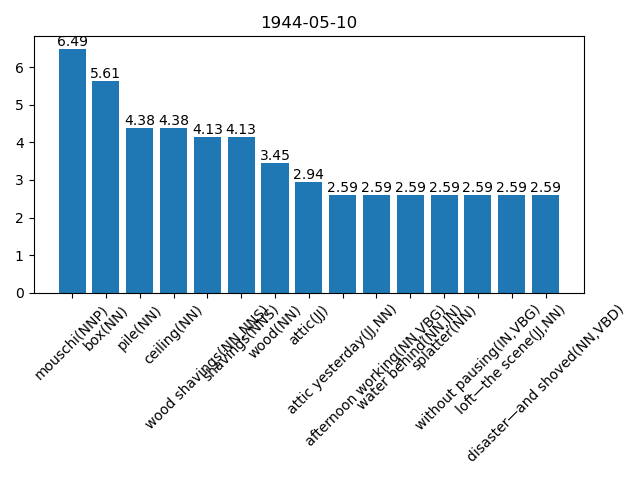 1944-05-10
6.49
5.61
4.38
4.38
4.13
4.13
3.45
2.94
2.59
2.59
2.59
2.59
2.59
2.59
2.59
6
5
4
3
2
1
0
mouschi(NNP)
box(NN)
pile(NN)
ceiling(NN)
wood shavings(NN,NNS)
shavings(NNS)
wood(NN)
attic(JJ)
attic yesterday(JJ,NN)
afternoon working(NN,VBG)
water behind(NN,IN)
splatter(NN)
without pausing(IN,VBG)
loft—the scene(JJ,NN)
disaster—and shoved(NN,VBD)